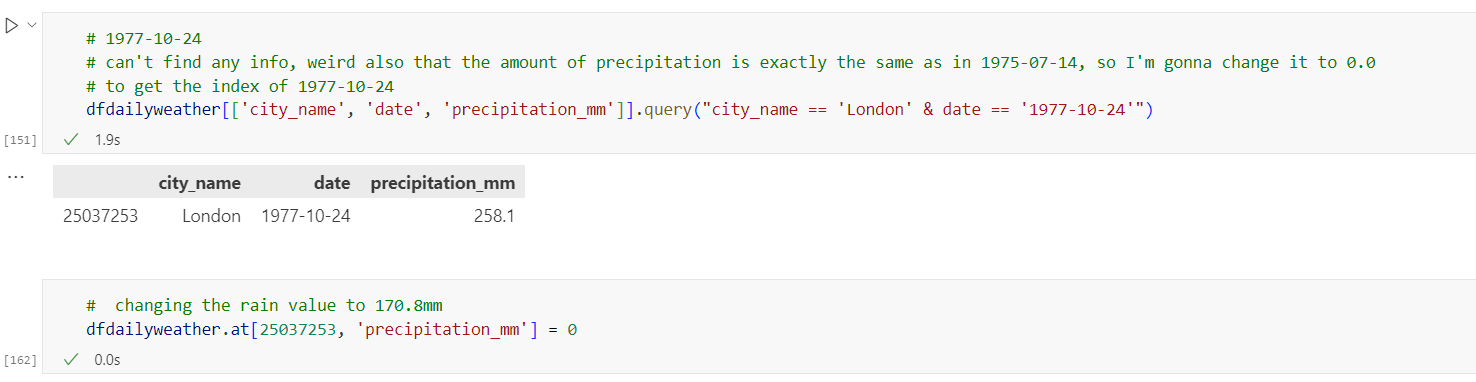 # 1977-10-24
# can't find any info, weird also that the amount of precipitation is exactly the same as in 1975-07-14, so I'm gonna change it to 0.0
# to get the index of 1977-10-24
dfdailyweather[['city_name', 'date', 'precipitation_mm']].query("city_name == 'London' & date == '1977-10-24'")
[151] 1.9s
...
city_name date precipitation_mm
25037253 London 1977-10-24 258.1
#  changing the rain value to 170.8mm
dfdailyweather.at[25037253, 'precipitation_mm'] = 0
[162] 0.0s